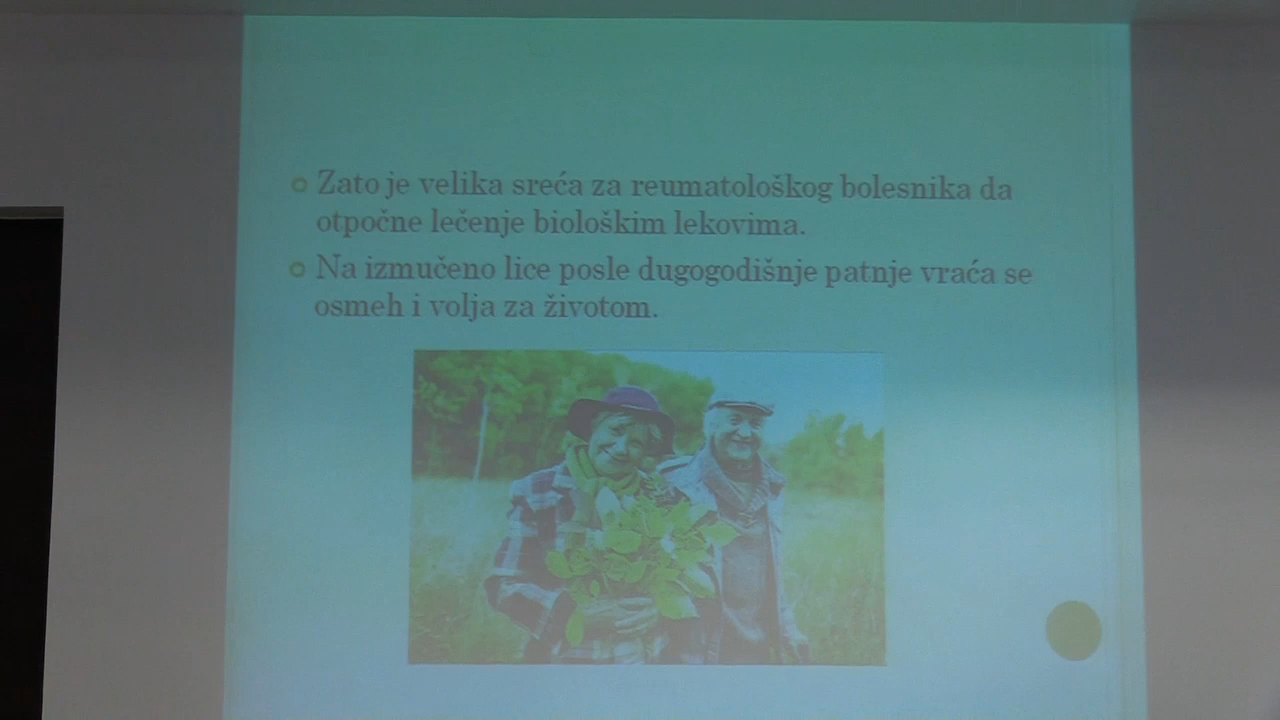 Zato je velika sreća za reumatološkog bolesnika da
otpočne lečenje biološkim lekovima.
Na izmučeno lice posle dugogodišnje patnje vraća se
osmeh i volja za životom.